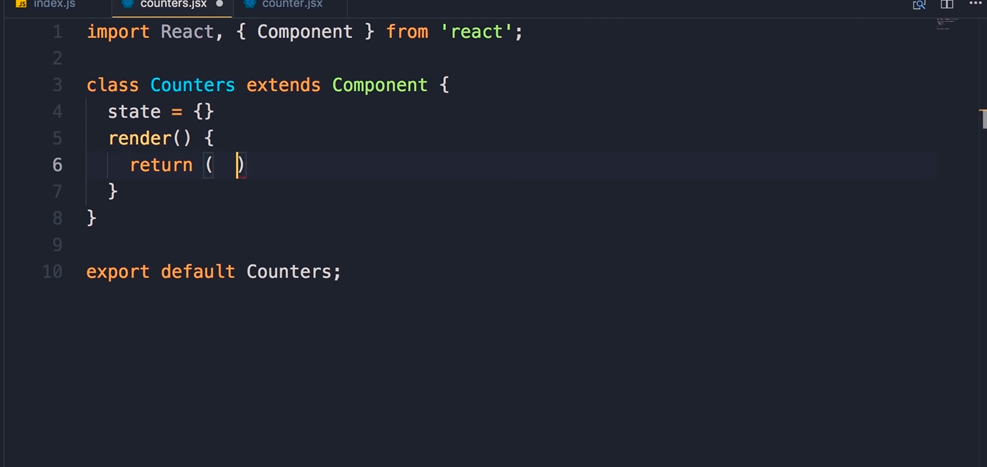 JS index.js counters.jsx counter.jsx
1 import React, { Component } from 'react';
2
3 class Counters extends Component {
4 state = {}
5 render() {
6 return ( )
7 }
8 }
9
10 export default Counters;